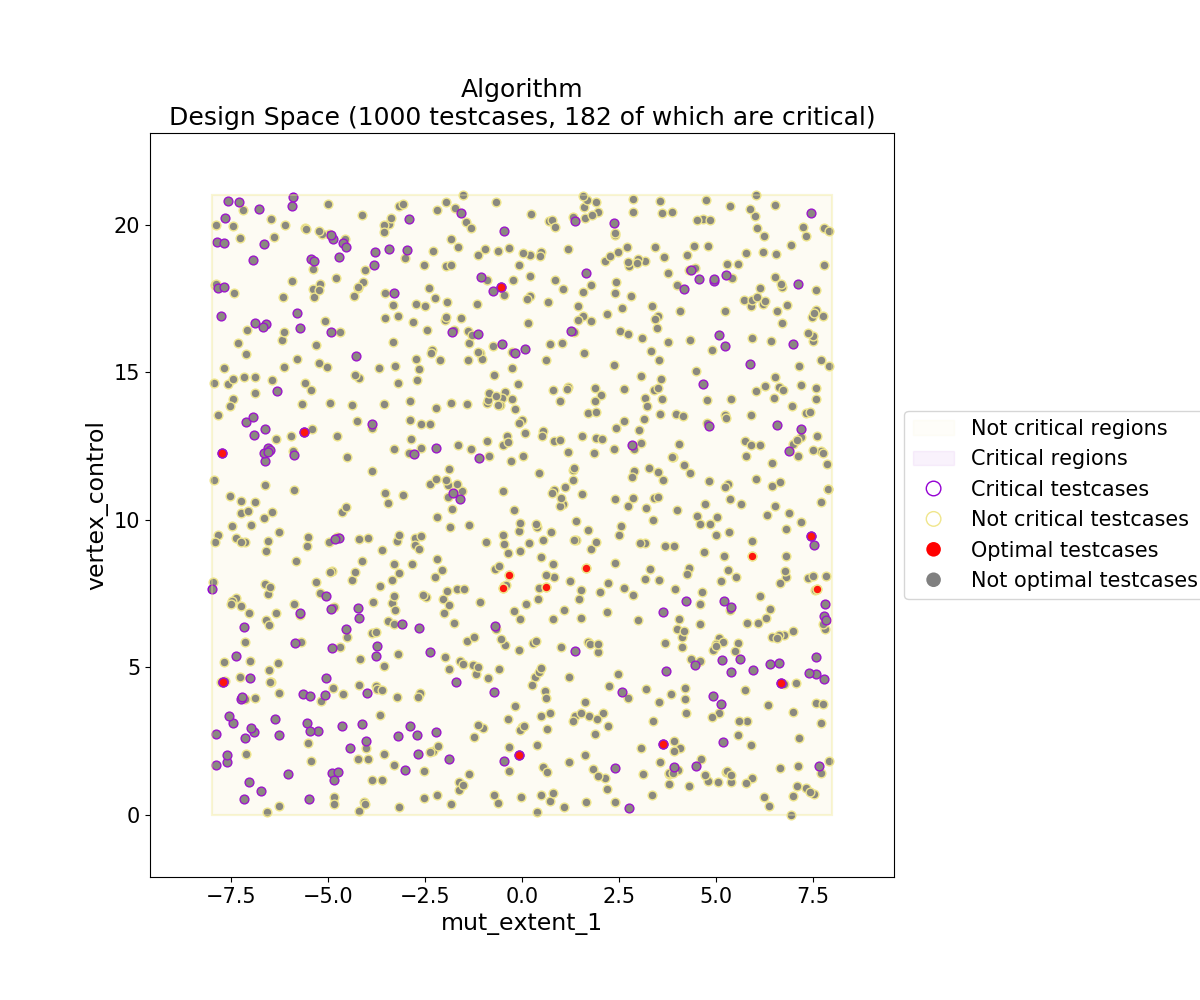 Algorithm
Design Space (1000 testcases, 182 of which are critical)
20
15
10
5
0
vertex_control
−7.5
−5.0
−2.5
0.0
2.5
5.0
7.5
mut_extent_1
Not critical regions
Critical regions
Critical testcases
Not critical testcases
Optimal testcases
Not optimal testcases